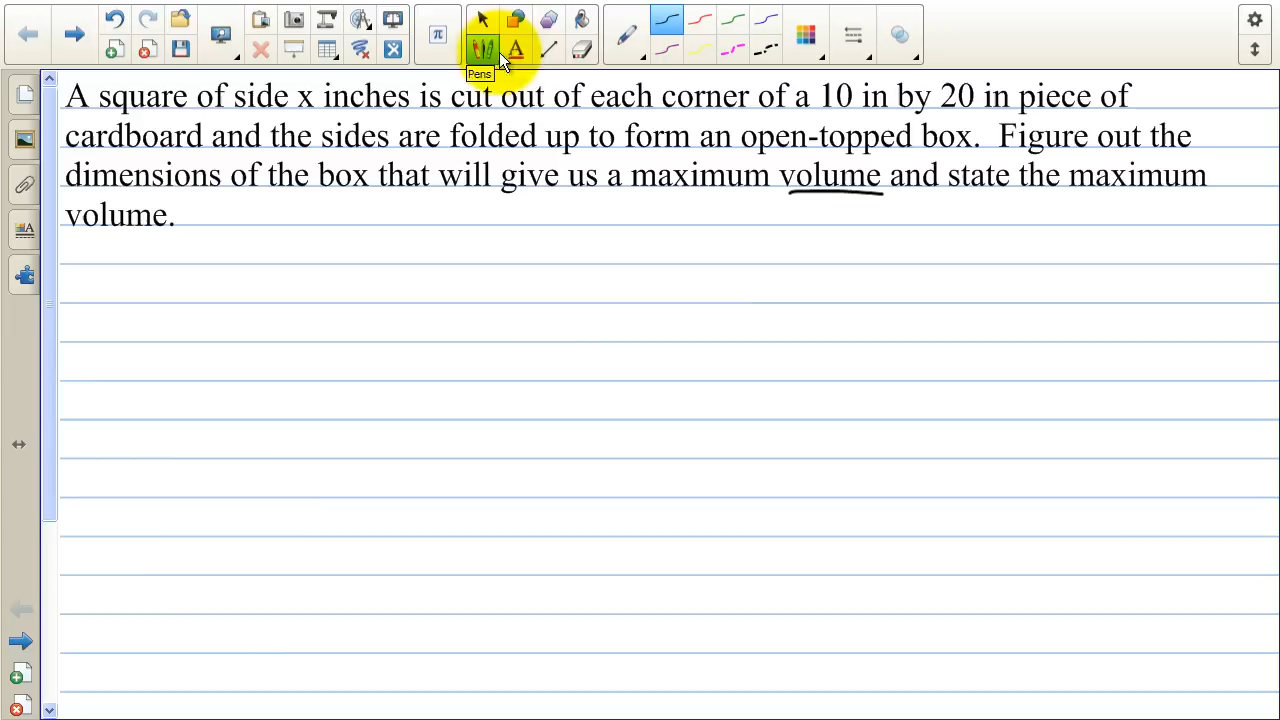 Pens
A square of side x inches is cut out of each corner of a 10 in by 20 in piece of
cardboard and the sides are folded up to form an open-topped box. Figure out the
dimensions of the box that will give us a maximum volume and state the maximum
volume.